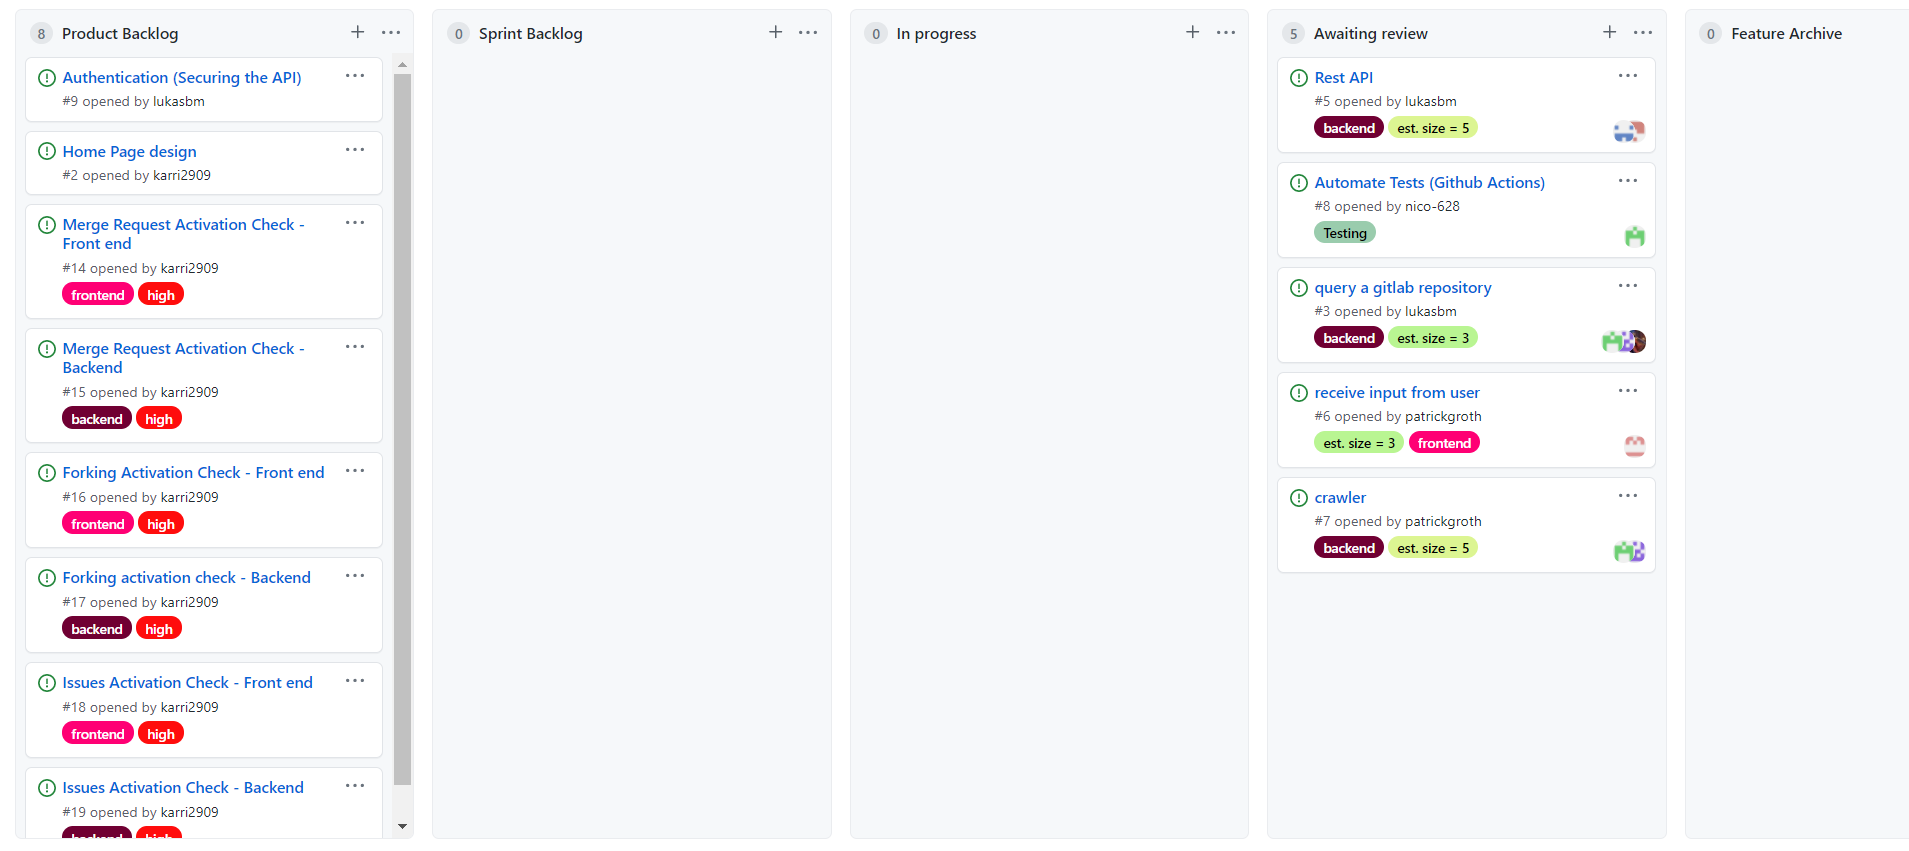 8 Product Backlog
Authentication (Securing the API)
#9 opened by lukasbm
Home Page design
#2 opened by karri2909
Merge Request Activation Check -
Front end
#14 opened by karri2909
frontend high
Merge Request Activation Check -
Backend
#15 opened by karri2909
backend high
Forking Activation Check - Front end
#16 opened by karri2909
frontend high
Forking activation check - Backend
#17 opened by karri2909
backend high
Issues Activation Check - Front end
#18 opened by karri2909
frontend high
Issues Activation Check - Backend
#19 opened by karri2909
backend high
0 Sprint Backlog
0 In progress
5 Awaiting review
Rest API
#5 opened by lukasbm
backend est. size = 5
Automate Tests (Github Actions)
#8 opened by nico-628
Testing
query a gitlab repository
#3 opened by lukasbm
backend est. size = 3
receive input from user
#6 opened by patrickgroth
est. size = 3 frontend
crawler
#7 opened by patrickgroth
backend est. size = 5
0 Feature Archive